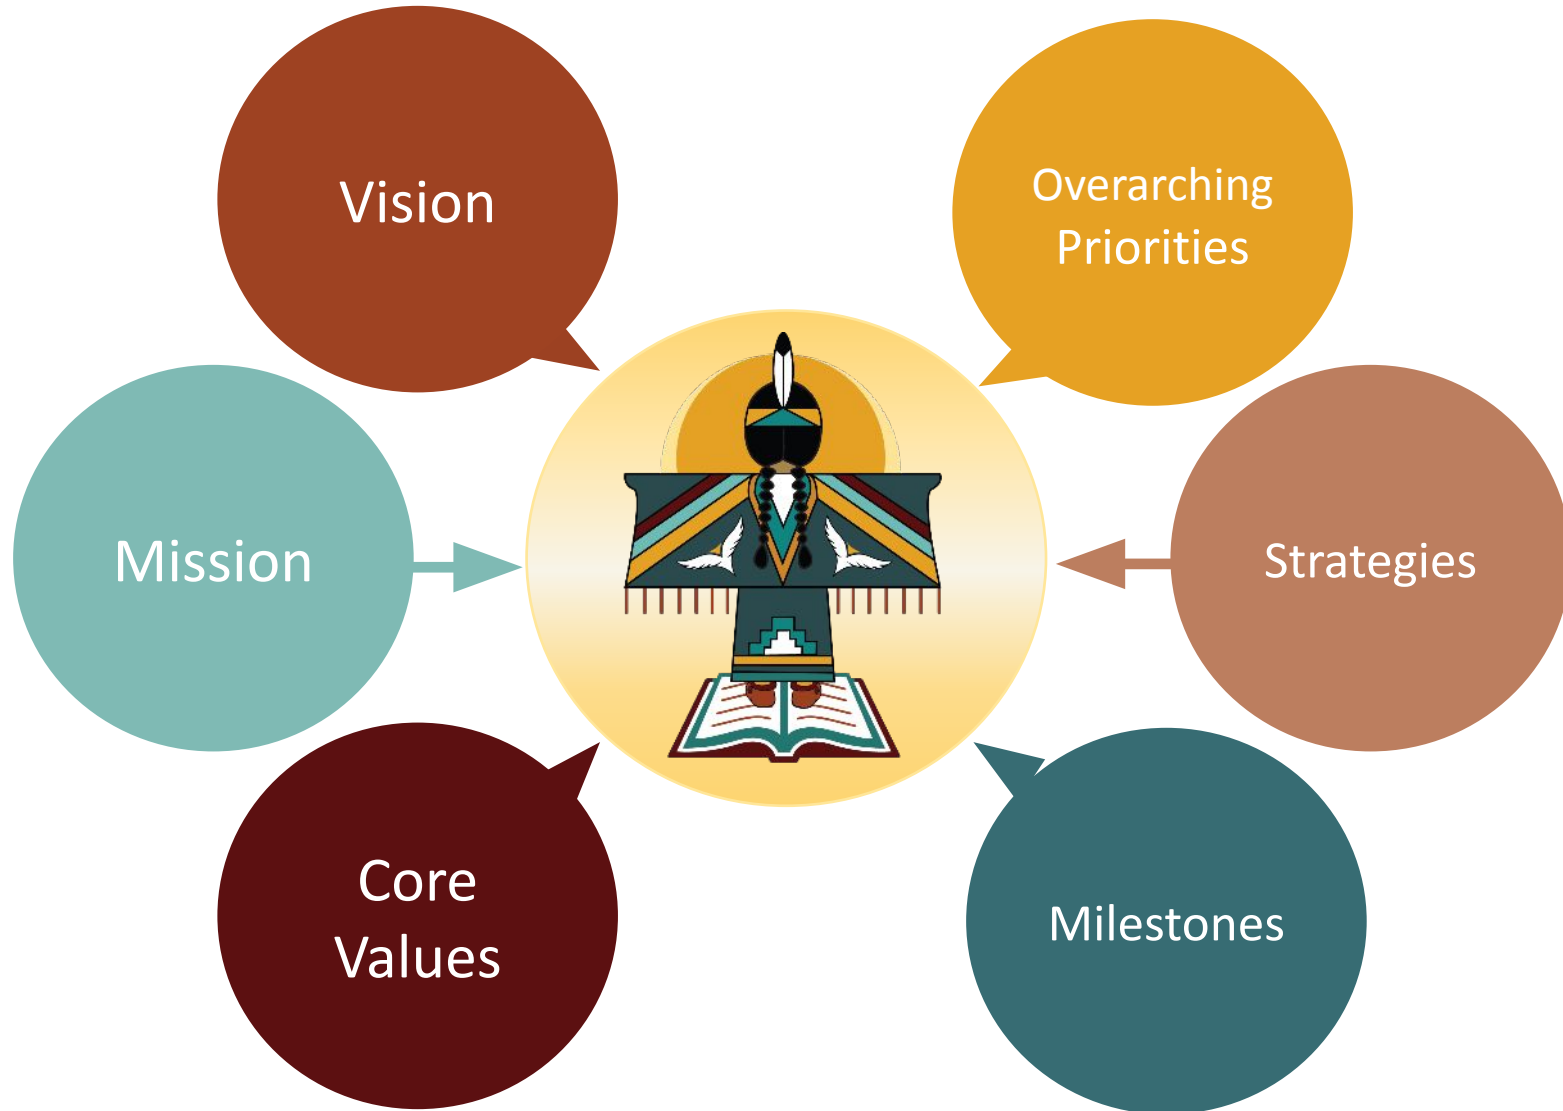 Vision
Overarching
Priorities
Mission
Strategies
Core
Values
Milestones